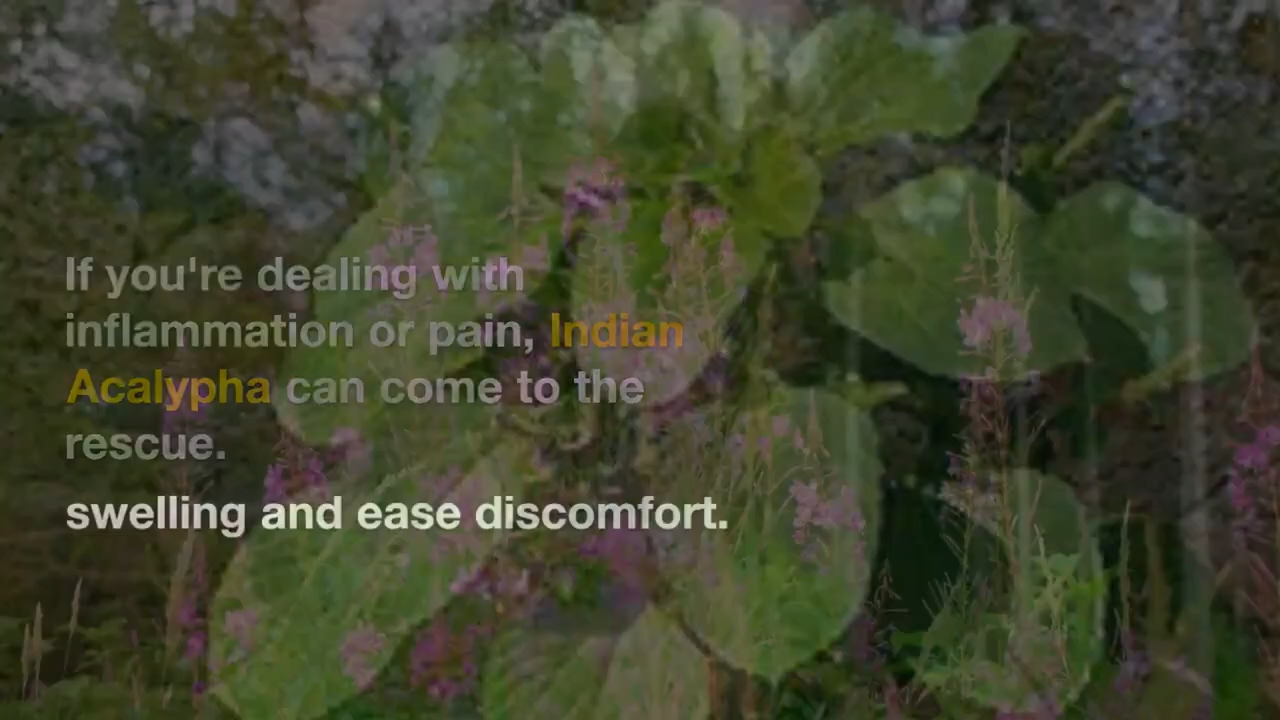 If you're dealing with
inflammation or pain, Indian
Acalypha can come to the
rescue.
swelling and ease discomfort.